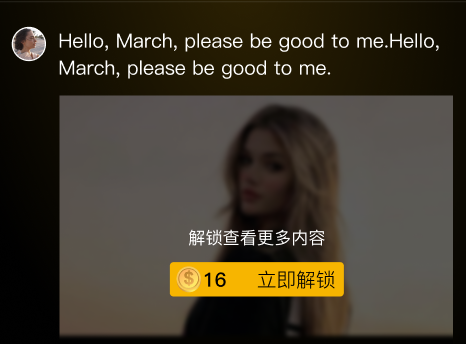 Hello, March, please be good to me.Hello,
March, please be good to me.
解锁查看更多内容
16 立即解锁